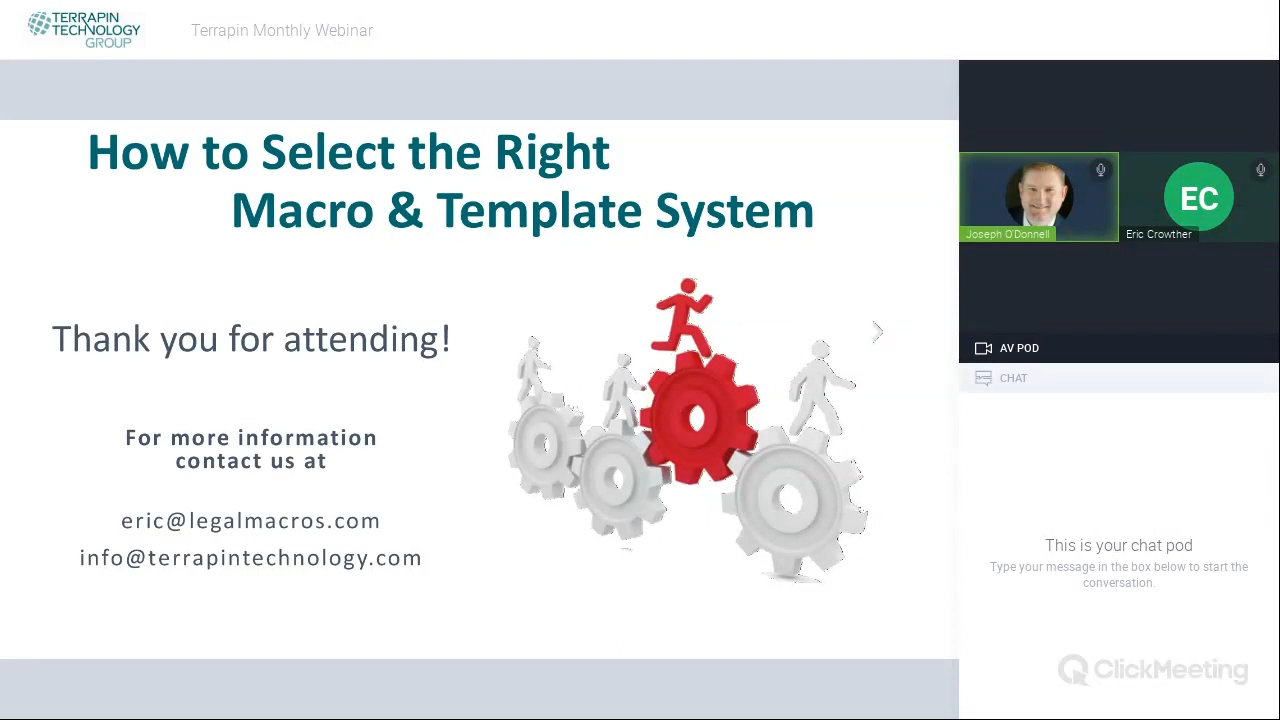 TERRAPIN
TECHNOLOGY
GROUP
Terrapin Monthly Webinar
How to Select the Right
Macro & Template System
Thank you for attending!
For more information
contact us at
eric@legalmacros.com
info@terrapintechnology.com
EC
Joseph O'Donnell
Eric Crowther
AV POD
CHAT
This is your chat pod
Type your message in the box below to start the
conversation.
ClickMeeting